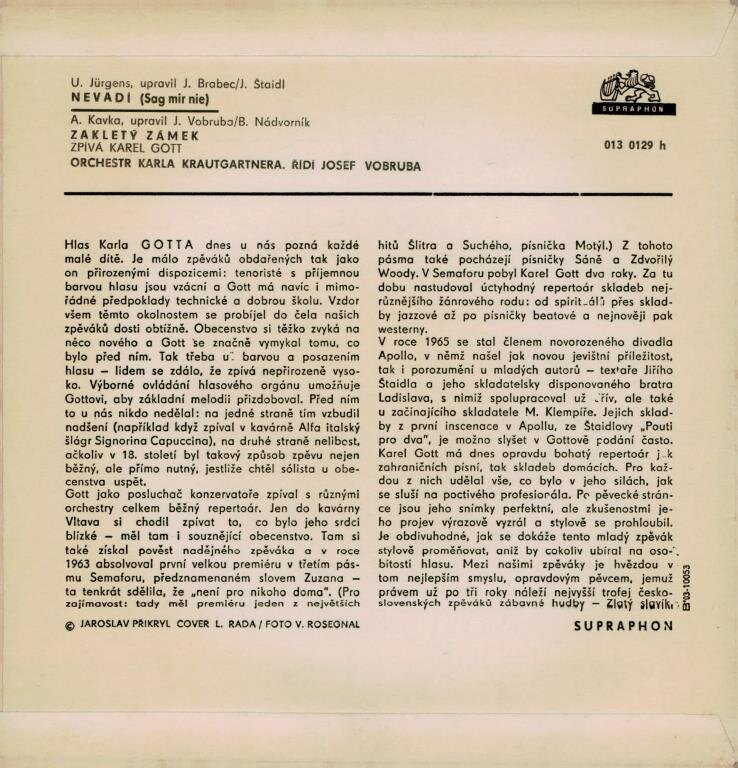 U. Jürgens, upravil J. Brabec/J. Štaidl
NEVADÍ (Sag mir nie)
A. Kavka, upravil J. Vobruba/B. Nádvorník
ZAKLETÝ ZÁMEK
ZPÍVÁ KAREL GOTT
ORCHESTR KARLA KRAUTGARTNERA. ŘÍDÍ JOSEF VOBRUBA
SUPRAPHON
013 0129 h
Hlas Karla GOTTA dnes u nás pozná každé
malé dítě. Je málo zpěváků obdařených tak jako
on přirozenými dispozicemi: tenoristé s příjemnou
barvou hlasu jsou vzácní a Gott má navíc i mimo-
řádné předpoklady technické a dobrou školu. Vzdor
všem těmto okolnostem se probíjel do čela našich
zpěváků dosti obtížně. Obecenstvo si těžko zvyká na
něco nového a Gott se značně vymykal tomu, co
bylo před ním. Tak třeba už barvou a posazením
hlasu – lidem se zdálo, že zpívá nepřirozeně vyso-
ko. Výborné ovládání hlasového orgánu umožňuje
Gottovi, aby základní melodii přizdoboval. Před ním
to u nás nikdo nedělal: na jedné straně tím vzbudil
nadšení (například když zpíval v kavárně Alfa italský
šlágr Signorina Capuccina), na druhé straně nelibost,
ačkoliv v 18. století byl takový způsob zpěvu nejen
běžný, ale přímo nutný, jestliže chtěl sólista u obe-
censtva uspět.
Gott jako posluchač konzervatoře zpíval s různými
orchestry celkem běžný repertoár. Jen do kavárny
Vltava si chodil zpívat to, co bylo jeho srdci
blízké – měl tam i souznějící obecenstvo. Tam si
také získal pověst nadějného zpěváka a v roce
1963 absolvoval první velkou premiéru v třetím pás-
mu Semaforu, předznamenaném slovem Zuzana –
ta tenkrát sdělila, že „není pro nikoho doma“. (Pro
zajímavost: tady měl premiéru jeden z největších
hitů Šlitra a Suchého, písnička Motýl.) Z tohoto
pásma také pocházejí písničky Sáně a Zdvořilý
Woody. V Semaforu pobyl Karel Gott dva roky. Za tu
dobu nastudoval úctyhodný repertoár skladeb nej-
různějšího žánrového rodu: od spirituálů přes sklad-
by jazzové až po písničky beatové a nejnověji pak
westerny.
V roce 1965 se stal členem novorozeného divadla
Apollo, v němž našel jak novou jevištní příležitost,
tak i porozumění u mladých autorů – textaře Jiřího
Štaidla a jeho skladatelsky disponovaného bratra
Ladislava, s nimiž spolupracoval už dřív, ale také
u začínajícího skladatele M. Klempíře. Jejich sklad-
by z první inscenace v Apollu, ze Štaidlovy „Pouti
pro dva“, je možno slyšet v Gottově podání často.
Karel Gott má dnes opravdu bohatý repertoár jak
zahraničních písní, tak skladeb domácích. Pro kaž-
dou z nich udělal vše, co bylo v jeho silách, jak
se sluší na poctivého profesionála. Po pěvecké strán-
ce jsou jeho snímky perfektní, ale zkušenostmi je-
ho projev výrazově vyzrál a stylově se prohloubil.
Je obdivuhodné, jak se dokáže tento mladý zpěvák
stylově proměňovat, aniž by cokoliv ubíral na oso-
bitosti hlasu. Mezi našimi zpěváky je hvězdou v
tom nejlepším smyslu, opravdovým pěvcem, jemuž
právem už po tři roky náleží nejvyšší trofej česko-
slovenských zpěváků zábavné hudby – Zlatý slavík.
© JAROSLAV PŘIKRYL COVER L. RADA/FOTO V. ROSEGNAL
SUPRAPHON